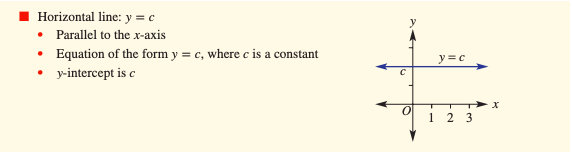 Horizontal line: y = c
• Parallel to the x-axis
• Equation of the form y = c, where c is a constant
• y-intercept is c
y
y = c
c
O
1 2 3
x